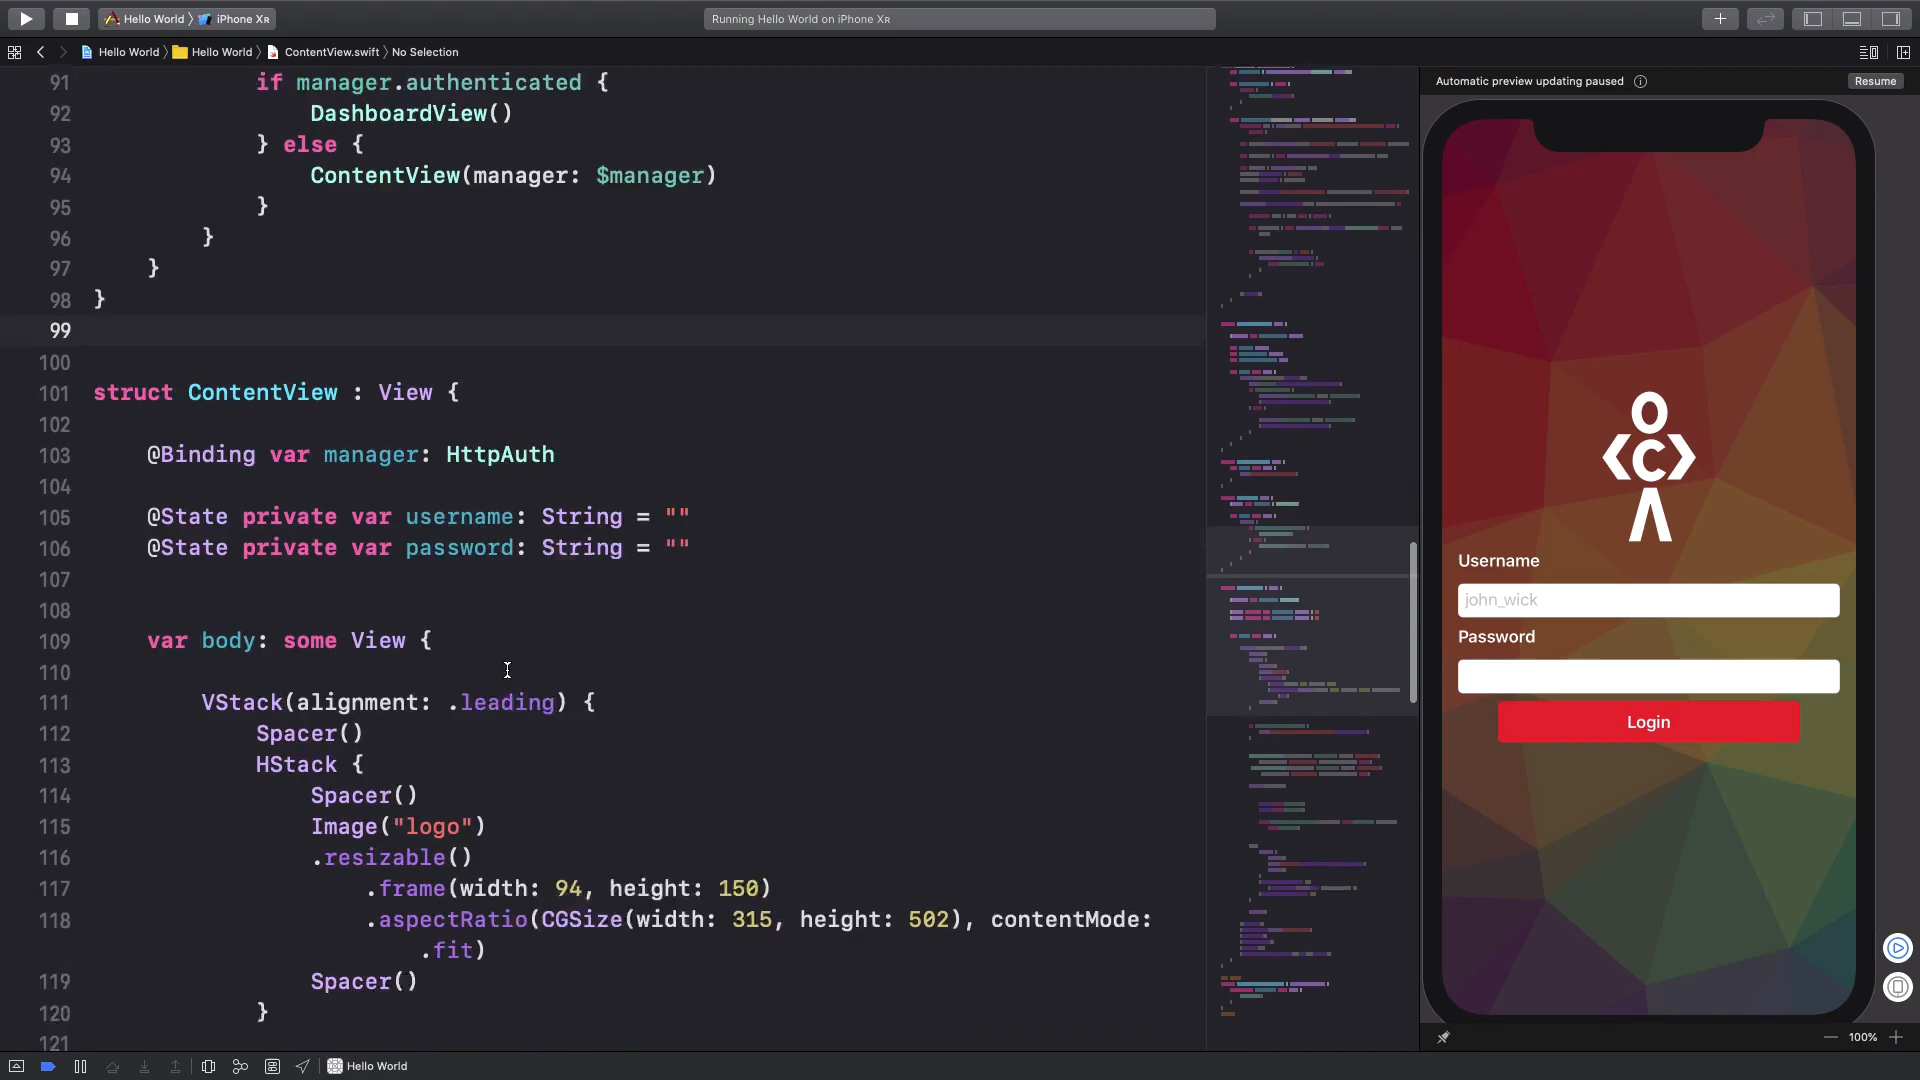 Hello World
iPhone Xʀ
Running Hello World on iPhone Xʀ
Hello World
Hello World
ContentView.swift
No Selection
91 if manager.authenticated {
92 DashboardView()
93 } else {
94 ContentView(manager: $manager)
95 }
96 }
97 }
98 }
99
100
101 struct ContentView : View {
102
103 @Binding var manager: HttpAuth
104
105 @State private var username: String = ""
106 @State private var password: String = ""
107
108
109 var body: some View {
110
111 VStack(alignment: .leading) {
112 Spacer()
113 HStack {
114 Spacer()
115 Image("logo")
116 .resizable()
117 .frame(width: 94, height: 150)
118 .aspectRatio(CGSize(width: 315, height: 502), contentMode:
.fit)
119 Spacer()
120 }
121
Automatic preview updating paused
Resume
C
Username
john_wick
Password
Login
100%
Hello World